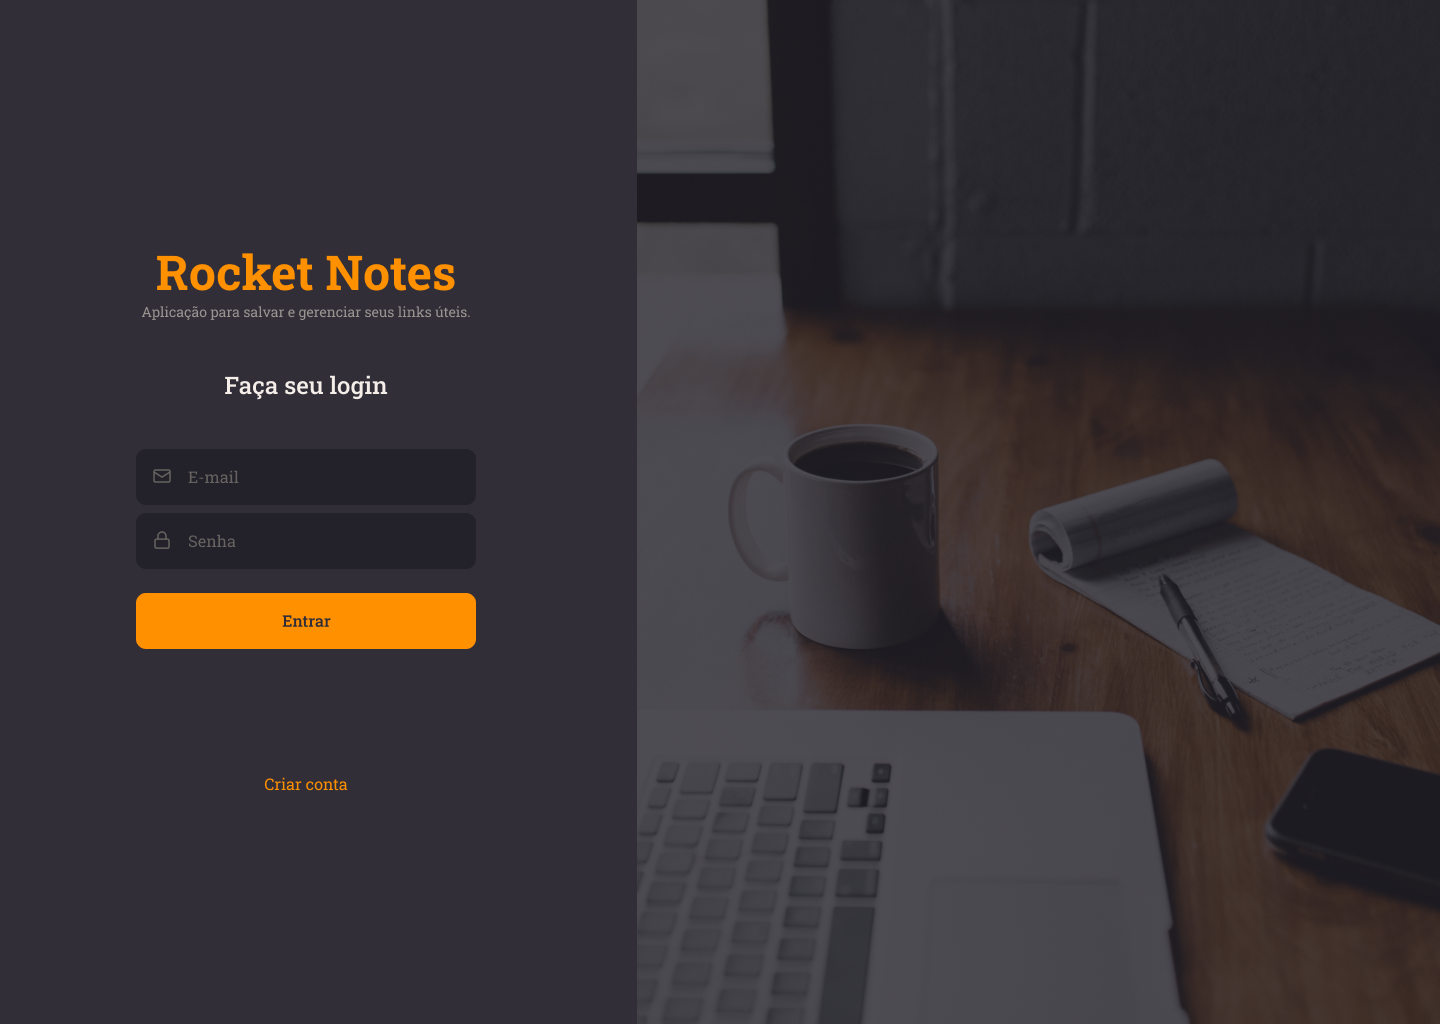 Rocket Notes
Aplicação para salvar e gerenciar seus links úteis.
Faça seu login
E-mail
Senha
Entrar
Criar conta